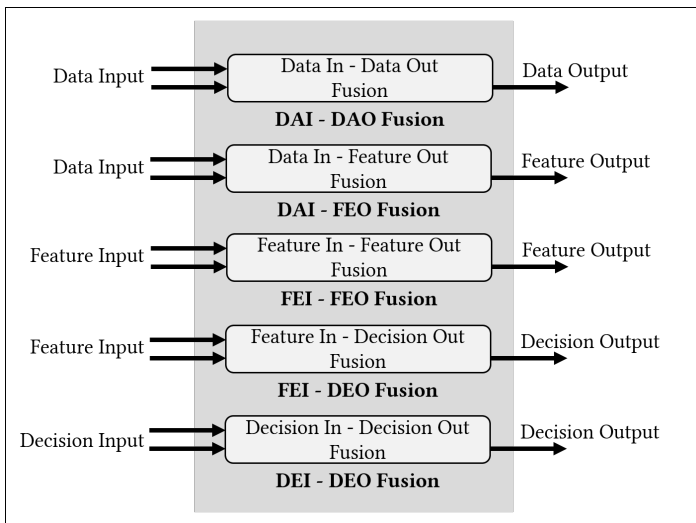 Data Input
Data In - Data Out
Fusion
Data Output
DAI - DAO Fusion
Data Input
Data In - Feature Out
Fusion
Feature Output
DAI - FEO Fusion
Feature Input
Feature In - Feature Out
Fusion
Feature Output
FEI - FEO Fusion
Feature Input
Feature In - Decision Out
Fusion
Decision Output
FEI - DEO Fusion
Decision Input
Decision In - Decision Out
Fusion
Decision Output
DEI - DEO Fusion